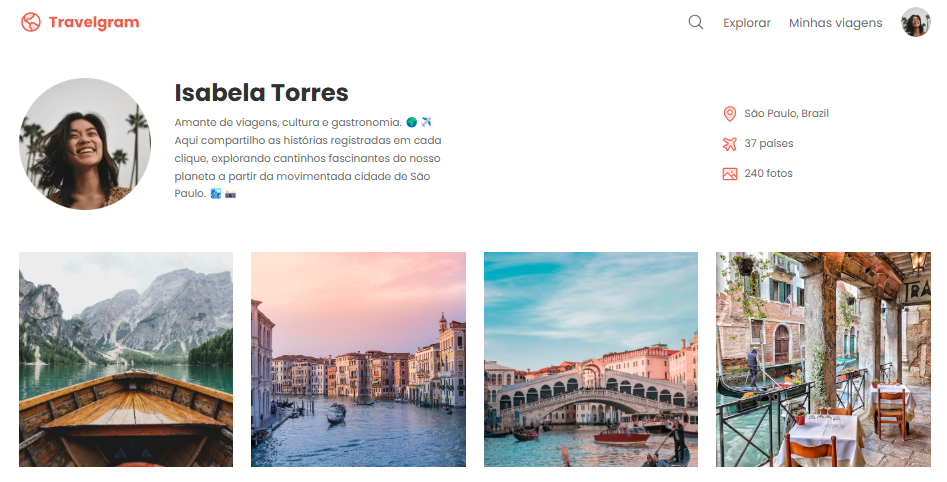 Travelgram
Explorar
Minhas viagens
Isabela Torres
Amante de viagens, cultura e gastronomia. 🌍 ✈️
Aqui compartilho as histórias registradas em cada
clique, explorando cantinhos fascinantes do nosso
planeta a partir da movimentada cidade de São
Paulo. 🏞️ 📸
São Paulo, Brazil
37 países
240 fotos